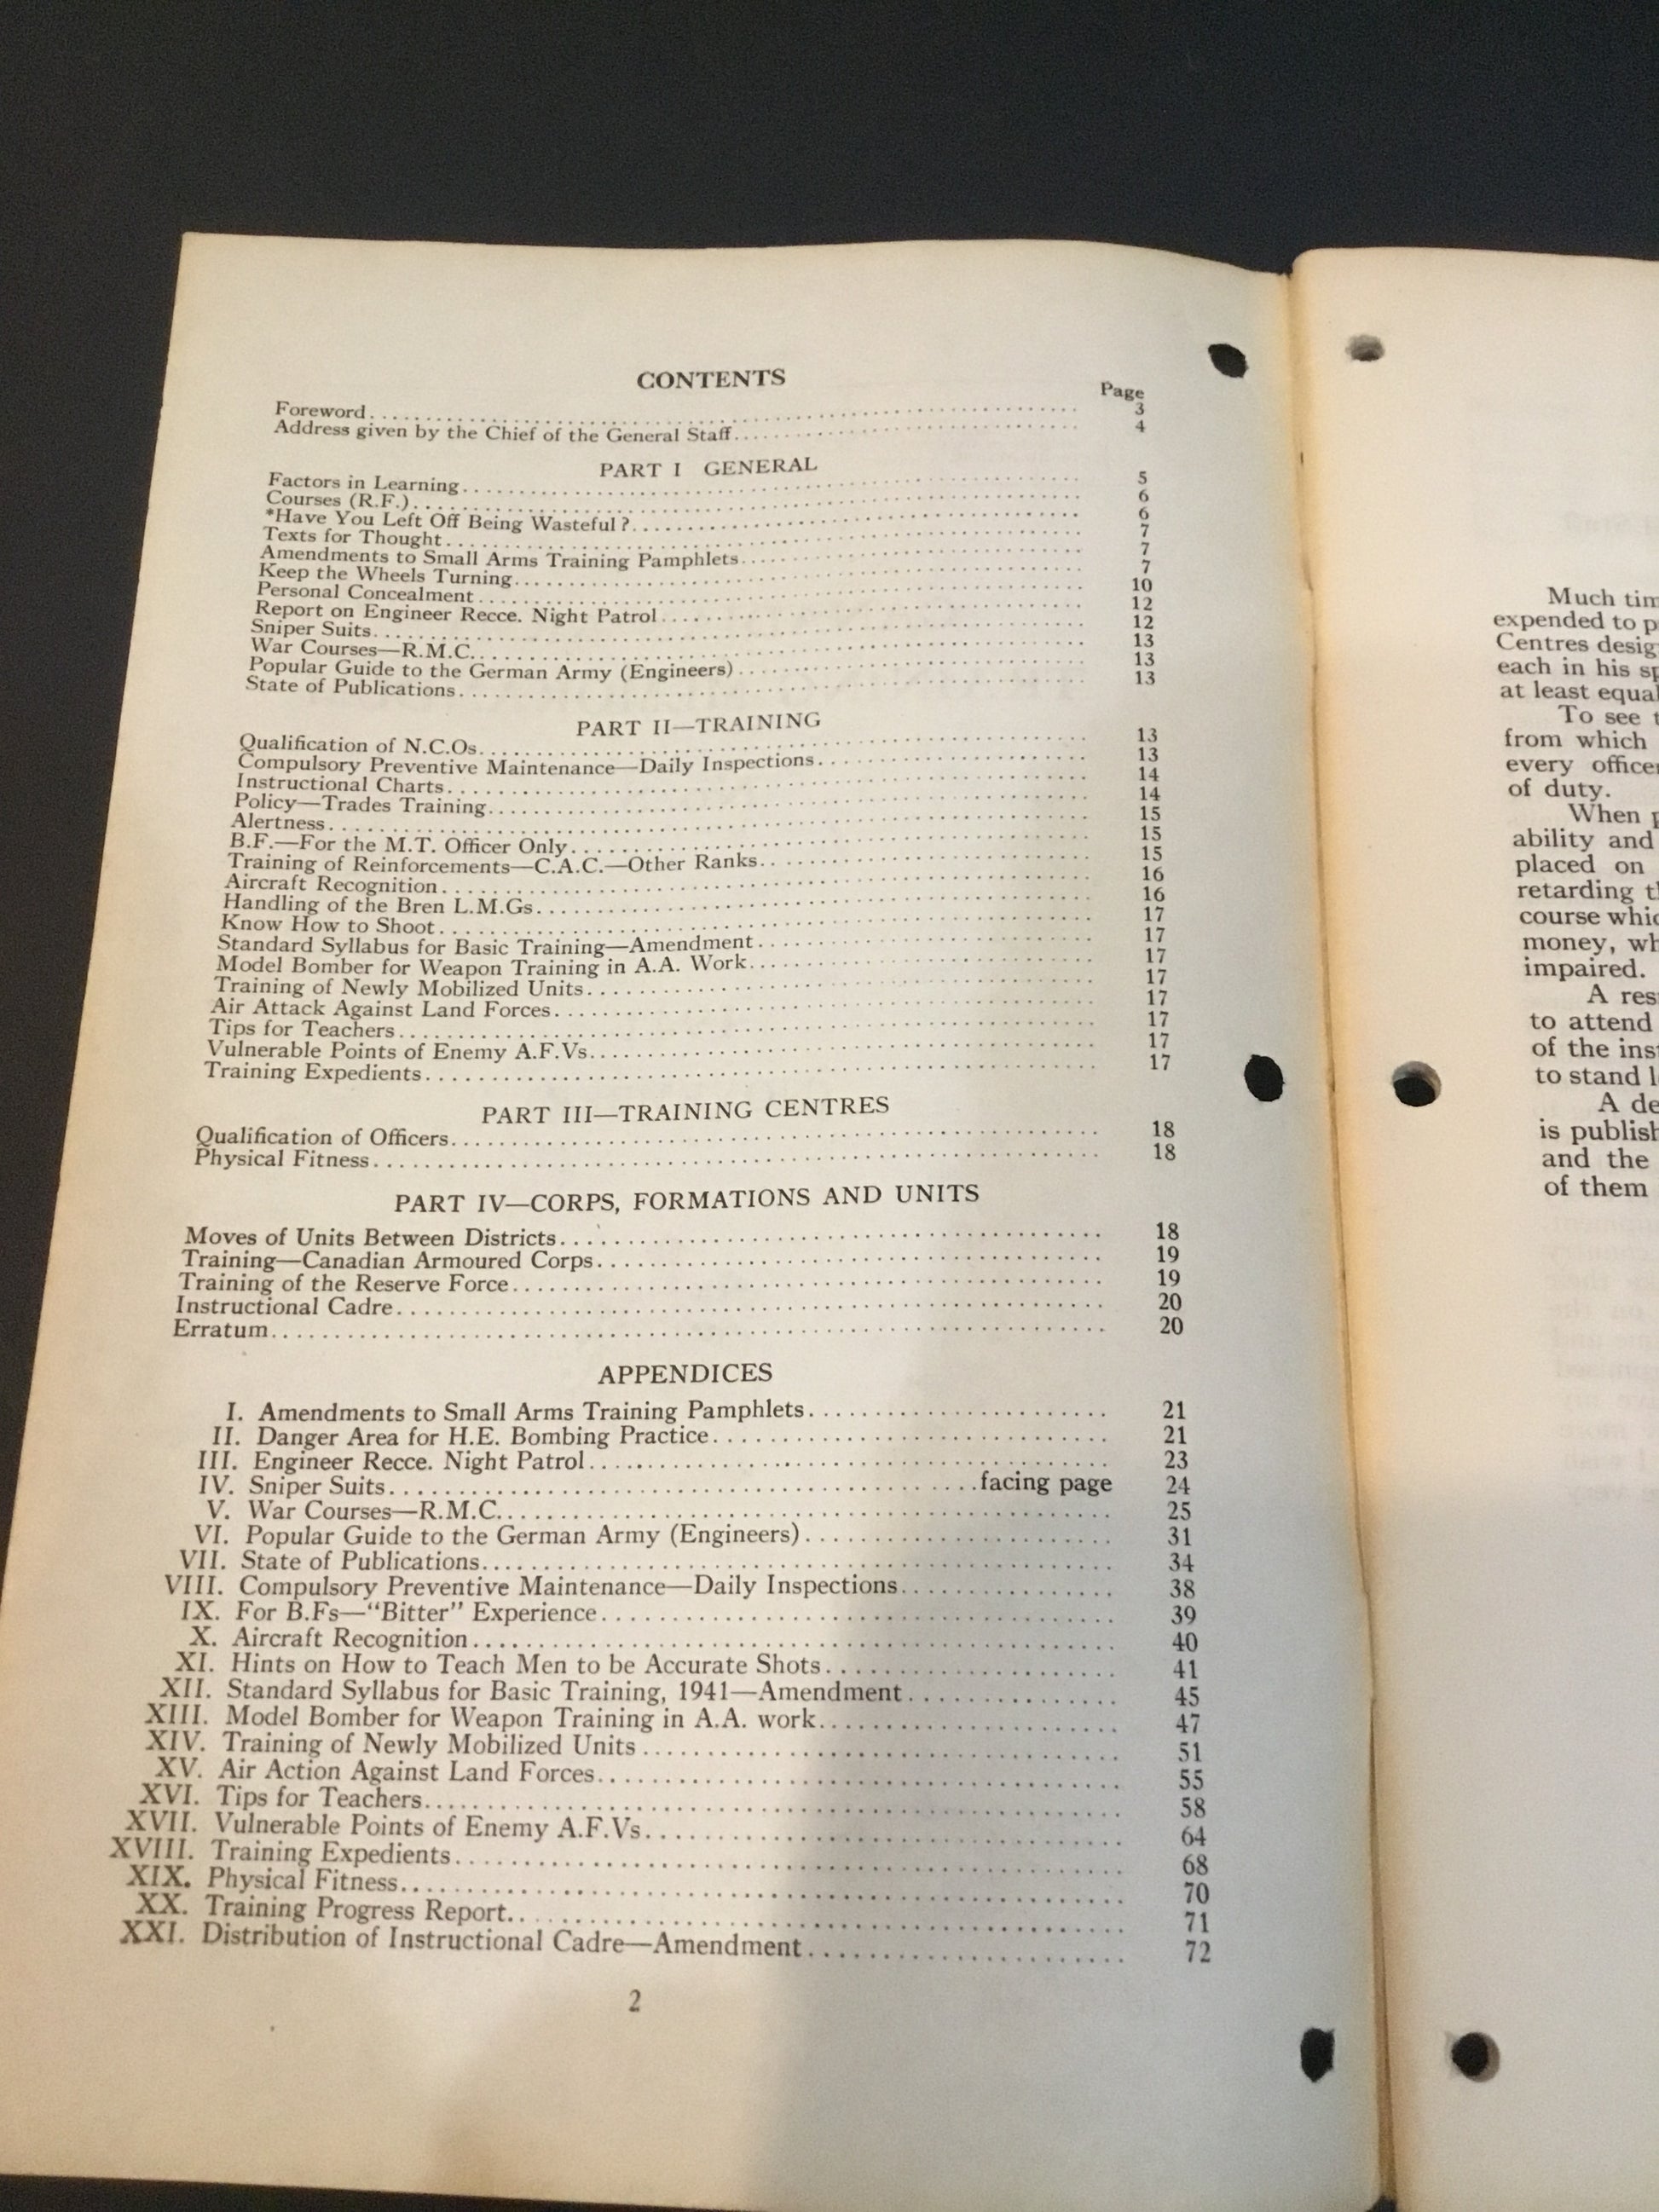 CONTENTS
Page
Foreword........ 3
Address given by the Chief of the General Staff........ 4
PART I GENERAL
Factors in Learning........ 5
Courses (R.F.)........ 6
*Have You Left Off Being Wasteful?........ 6
Texts for Thought........ 7
Amendments to Small Arms Training Pamphlets........ 7
Keep the Wheels Turning........ 7
Personal Concealment........ 10
Report on Engineer Recce. Night Patrol........ 12
Sniper Suits........ 12
War Courses—R.M.C........ 13
Popular Guide to the German Army (Engineers)........ 13
State of Publications........ 13
PART II—TRAINING
Qualification of N.C.Os........ 13
Compulsory Preventive Maintenance—Daily Inspections........ 13
Instructional Charts........ 14
Policy—Trades Training........ 14
Alertness........ 15
B.F.—For the M.T. Officer Only........ 15
Training of Reinforcements—C.A.C.—Other Ranks........ 15
Aircraft Recognition........ 16
Handling of the Bren L.M.Gs........ 16
Know How to Shoot........ 17
Standard Syllabus for Basic Training—Amendment........ 17
Model Bomber for Weapon Training in A.A. Work........ 17
Training of Newly Mobilized Units........ 17
Air Attack Against Land Forces........ 17
Tips for Teachers........ 17
Vulnerable Points of Enemy A.F.Vs........ 17
Training Expedients........ 17
PART III—TRAINING CENTRES
Qualification of Officers........ 18
Physical Fitness........ 18
PART IV—CORPS, FORMATIONS AND UNITS
Moves of Units Between Districts........ 18
Training—Canadian Armoured Corps........ 19
Training of the Reserve Force........ 19
Instructional Cadre........ 20
Erratum........ 20
APPENDICES
I. Amendments to Small Arms Training Pamphlets........ 21
II. Danger Area for H.E. Bombing Practice........ 21
III. Engineer Recce. Night Patrol........ 23
IV. Sniper Suits........facing page 24
V. War Courses—R.M.C........ 25
VI. Popular Guide to the German Army (Engineers)........ 31
VII. State of Publications........ 34
VIII. Compulsory Preventive Maintenance—Daily Inspections........ 38
IX. For B.Fs—"Bitter" Experience........ 39
X. Aircraft Recognition........ 40
XI. Hints on How to Teach Men to be Accurate Shots........ 41
XII. Standard Syllabus for Basic Training, 1941—Amendment........ 45
XIII. Model Bomber for Weapon Training in A.A. work........ 47
XIV. Training of Newly Mobilized Units........ 51
XV. Air Action Against Land Forces........ 55
XVI. Tips for Teachers........ 58
XVII. Vulnerable Points of Enemy A.F.Vs........ 64
XVIII. Training Expedients........ 68
XIX. Physical Fitness........ 70
XX. Training Progress Report........ 71
XXI. Distribution of Instructional Cadre—Amendment........ 72
2
Much
expended to
Centres
each in his
at least
To see
from which
every
of duty.
When
ability and
placed on
retarding
course
money,
impaired.
A
to attend
of the
to stand
A
is
and the
of them